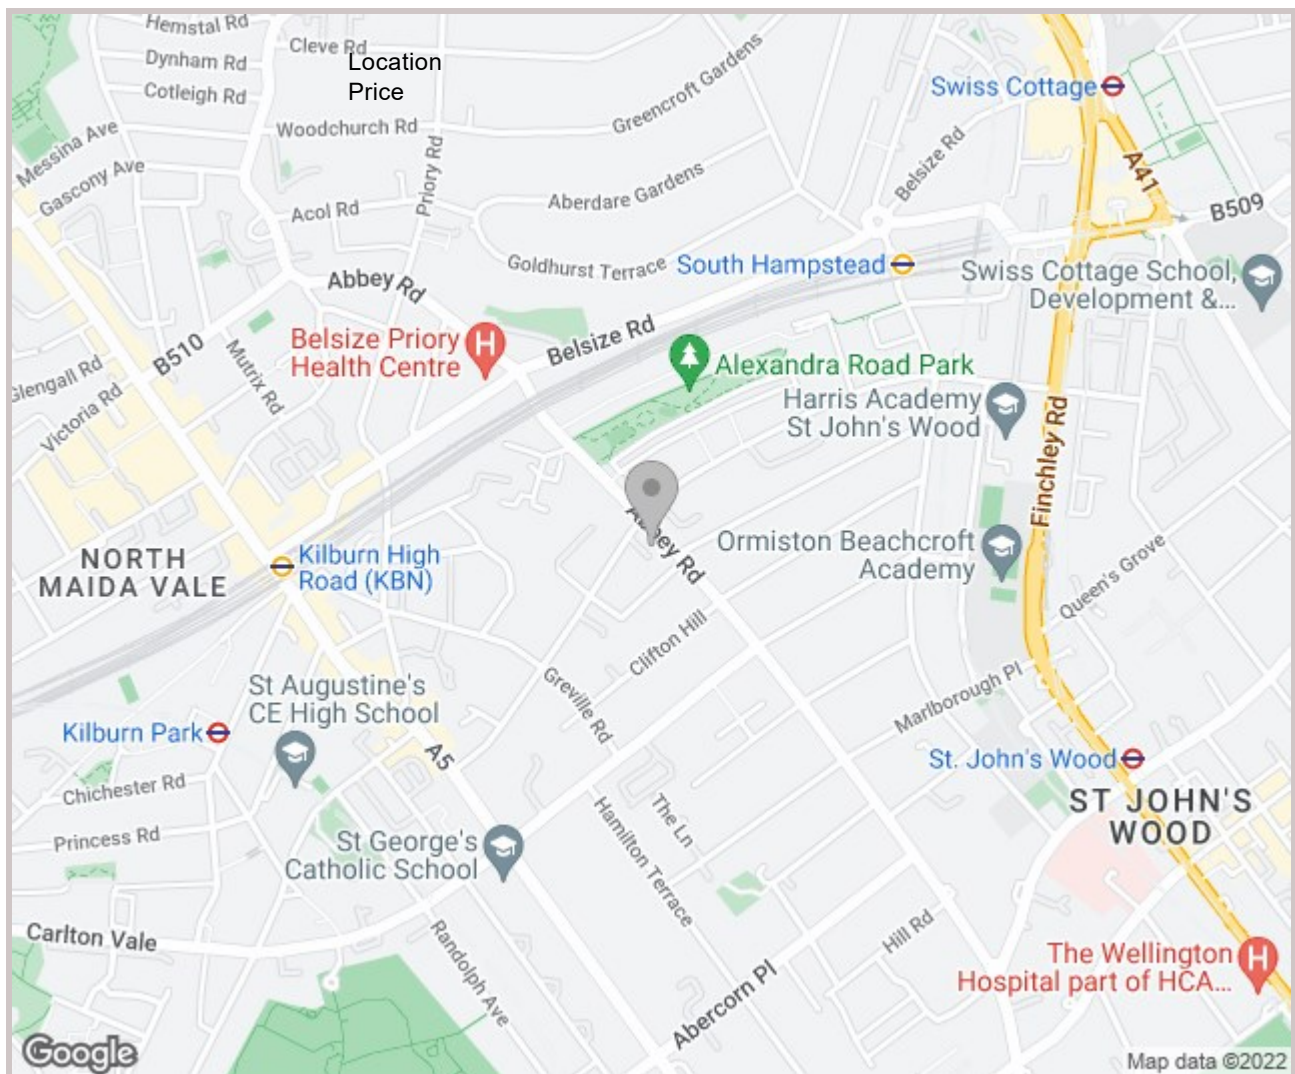 Hemstal Rd
Cleve Rd
Location
Price
Dynham Rd
Cotleigh Rd
Woodchurch Rd
Greencroft Gardens
Swiss Cottage
Messina Ave
Gascony Ave
Priory Rd
Belsize Rd
A41
Acol Rd
Aberdare Gardens
B509
Abbey Rd
Goldhurst Terrace
South Hampstead
Swiss Cottage School,
Development &...
B510
Mutrix Rd
Belsize Priory
Health Centre
Belsize Rd
Alexandra Road Park
Glengall Rd
Victoria Rd
Harris Academy
St John's Wood
Finchley Rd
Abbey Rd
NORTH
MAIDA VALE
Kilburn High
Road (KBN)
Ormiston Beachcroft
Academy
Queen's Grove
Clifton Hill
Greville Rd
St Augustine's
CE High School
Marlborough Pl
Kilburn Park
A5
St. John's Wood
Chichester Rd
ST JOHN'S
WOOD
Princess Rd
The Ln
Hamilton Terrace
St George's
Catholic School
Carlton Vale
Randolph Ave
Hill Rd
Abercorn Pl
The Wellington
Hospital part of HCA...
Google
Map data ©2022